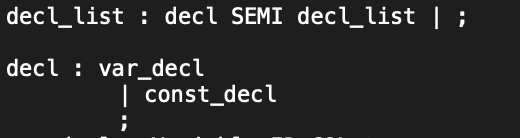 decl_list : decl SEMI decl_list | ;
decl : var_decl
| const_decl
;